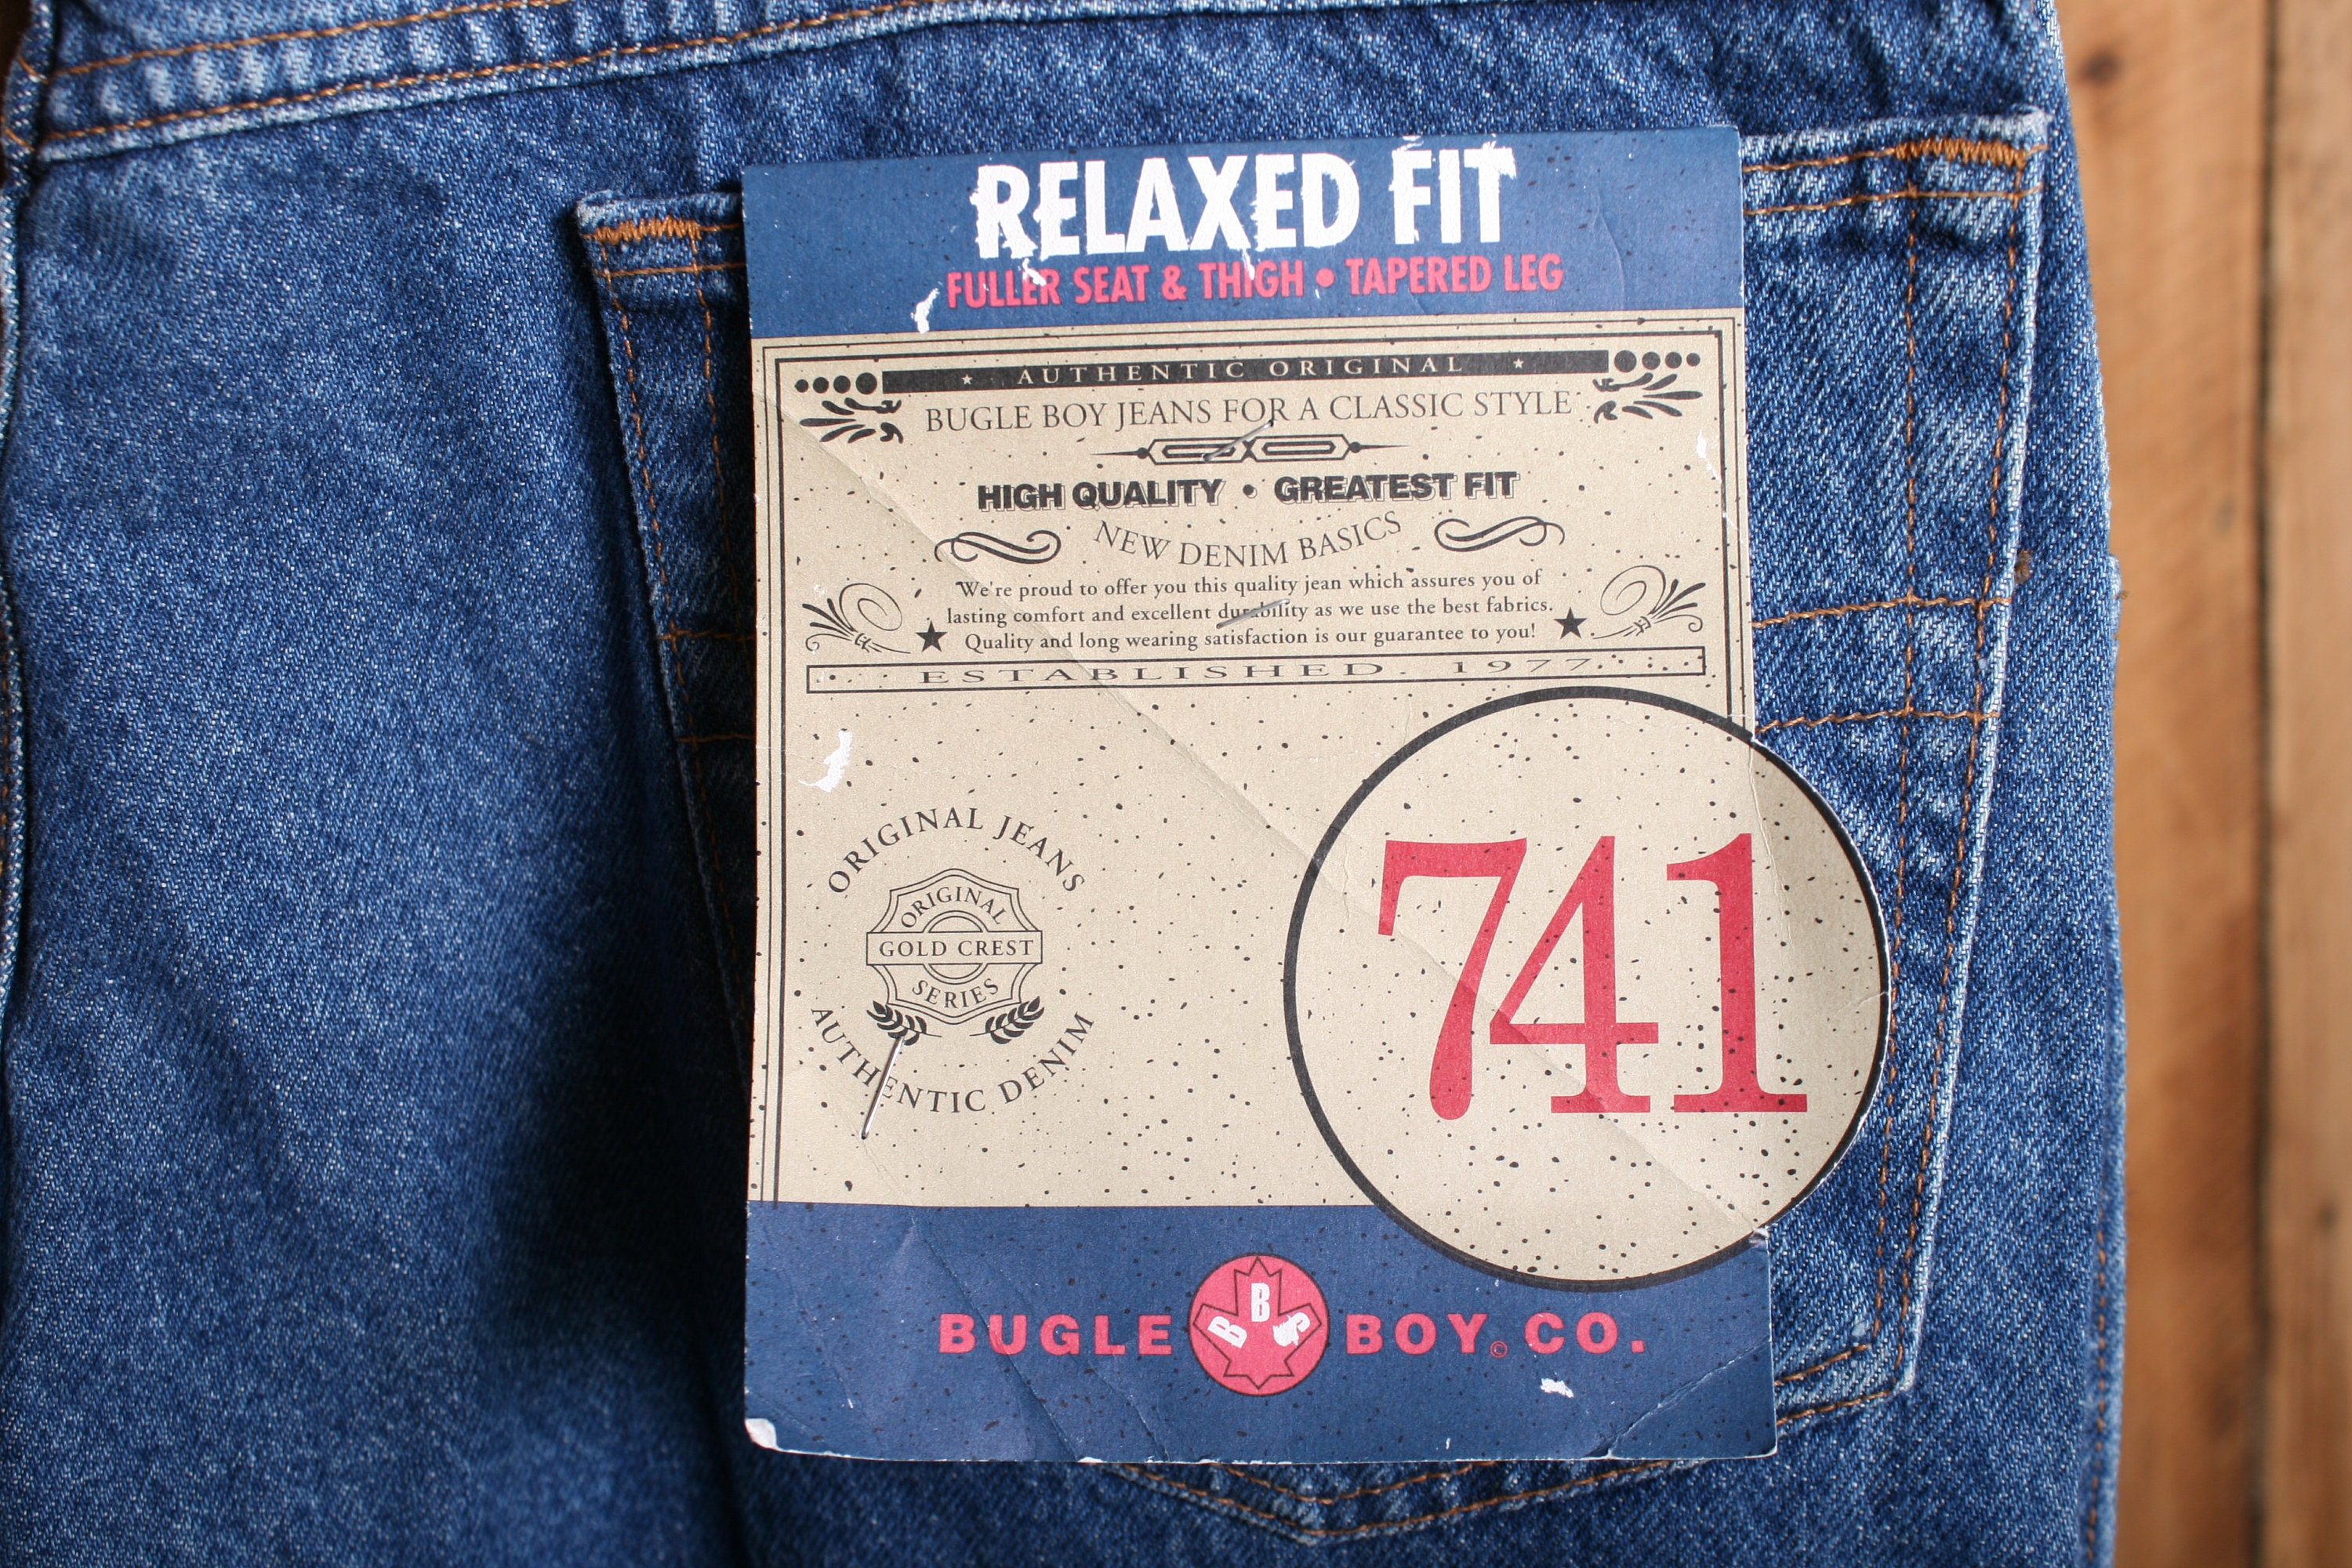 RELAXED FIT
FULLER SEAT & THIGH • TAPERED LEG
AUTHENTIC ORIGINAL
BUGLE BOY JEANS FOR A CLASSIC STYLE
HIGH QUALITY • GREATEST FIT
NEW DENIM BASICS
We're proud to offer you this quality jean which assures you of
lasting comfort and excellent durability as we use the best fabrics.
Quality and long wearing satisfaction is our guarantee to you!
ESTABLISHED. 1977
ORIGINAL JEANS
ORIGINAL
GOLD CREST
SERIES
AUTHENTIC DENIM
741
BUGLE BOY © CO.
B B B